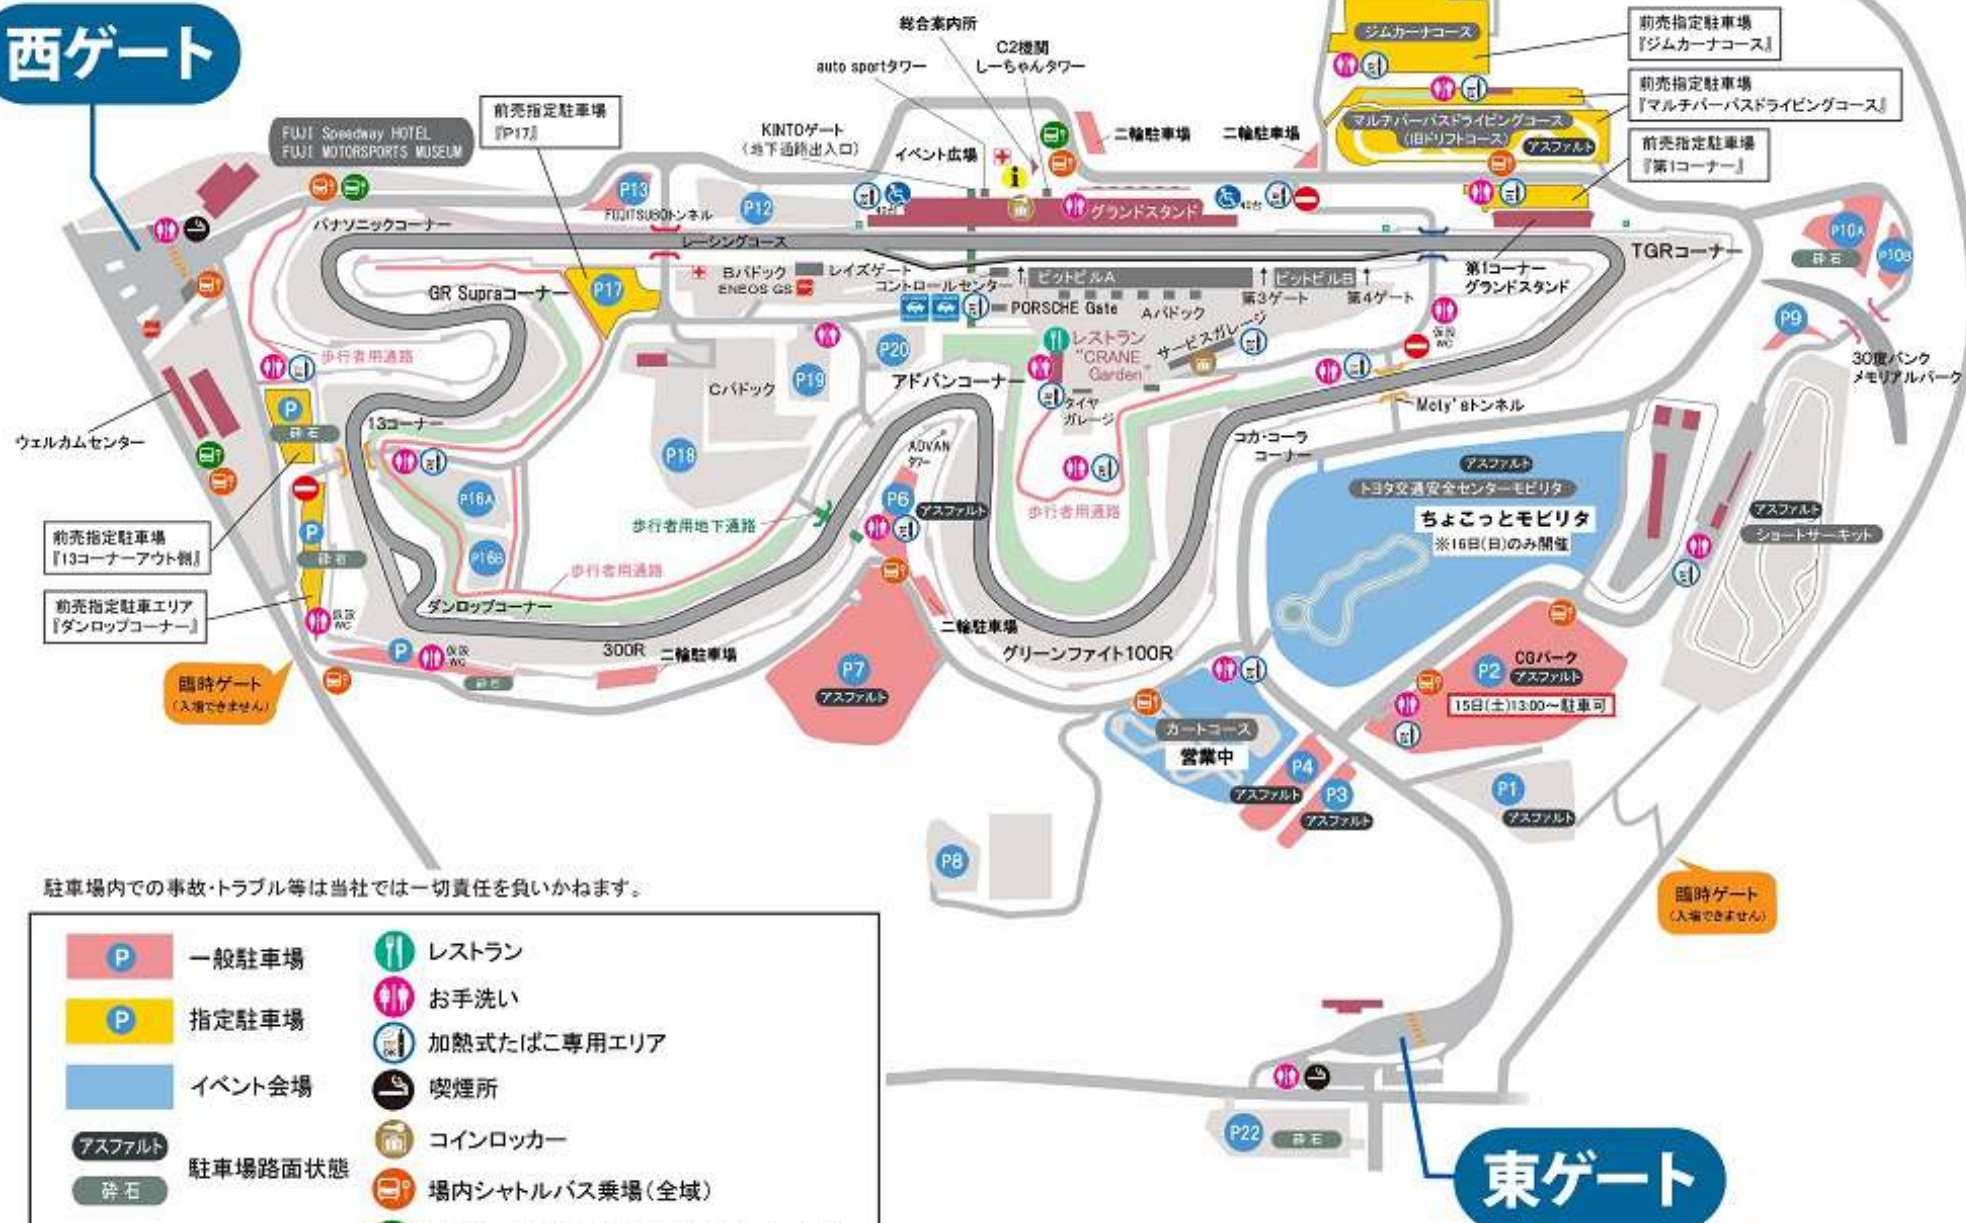 西ゲート
総合案内所
C2機関
しーちゃんタワー
auto sportタワー
KINTOゲート
(地下通路出入口)
イベント広場
二輪駐車場
二輪駐車場
ジムカーナコース
マルチパーパスドライビングコース
(旧ドリフトコース)
アスファルト
前売指定駐車場
『ジムカーナコース』
前売指定駐車場
『マルチパーパスドライビングコース』
前売指定駐車場
『第1コーナー』
FUJI Speedway HOTEL
FUJI MOTORSPORTS MUSEUM
前売指定駐車場
『P17』
P13
FUJITSUBOトンネル
P12
グランドスタンド
パナソニックコーナー
レーシングコース
TGRコーナー
P10A
P10B
砕石
第1コーナー
グランドスタンド
GR Supraコーナー
P17
Bパドック
ENEOS GS
レイズゲート
コントロールセンター
ピットビルA
ピットビルB
第3ゲート
第4ゲート
PORSCHE Gate
Aパドック
サービスガレージ
レストラン
"CRANE
Garden"
タイヤ
ガレージ
仮設
WC
P9
30度バンク
メモリアルパーク
歩行者用通路
Cパドック
P19
P20
アドバンコーナー
Moty'sトンネル
コカ・コーラ
コーナー
ウェルカムセンター
P
砕石
13コーナー
P18
ADVAN
タワー
P6
アスファルト
歩行者用通路
歩行者用地下通路
P16A
P16B
歩行者用通路
アスファルト
トヨタ交通安全センターモビリタ
ちょこっとモビリタ
※16日(日)のみ開催
アスファルト
ショートサーキット
前売指定駐車場
『13コーナーアウト側』
P
砕石
前売指定駐車エリア
『ダンロップコーナー』
仮設
WC
ダンロップコーナー
300R
二輪駐車場
P
仮設
WC
砕石
臨時ゲート
(入場できません)
二輪駐車場
グリーンファイト100R
P7
アスファルト
カートコース
営業中
P4
アスファルト
P3
アスファルト
P2
CGパーク
アスファルト
15日(土)13:00〜駐車可
P1
アスファルト
P8
臨時ゲート
(入場できません)
P22
砕石
東ゲート
駐車場内での事故・トラブル等は当社では一切責任を負いかねます。
P
一般駐車場
P
指定駐車場
イベント会場
アスファルト
砕石
駐車場路面状態
レストラン
お手洗い
加熱式たばこ専用エリア
喫煙所
コインロッカー
場内シャトルバス乗場(全域)